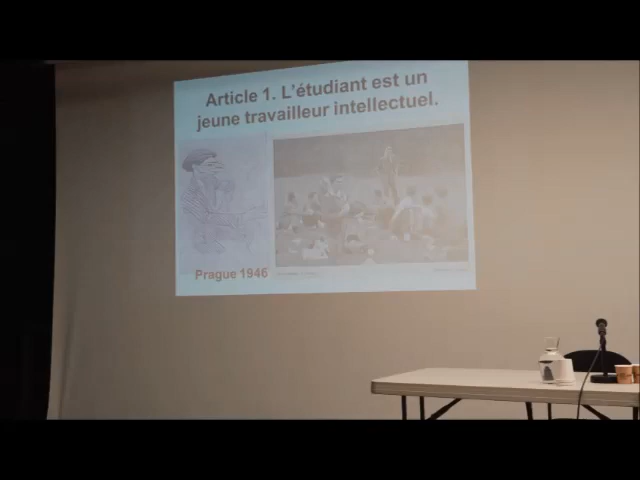 Article 1. L’étudiant est un
jeune travailleur intellectuel.
Prague 1946